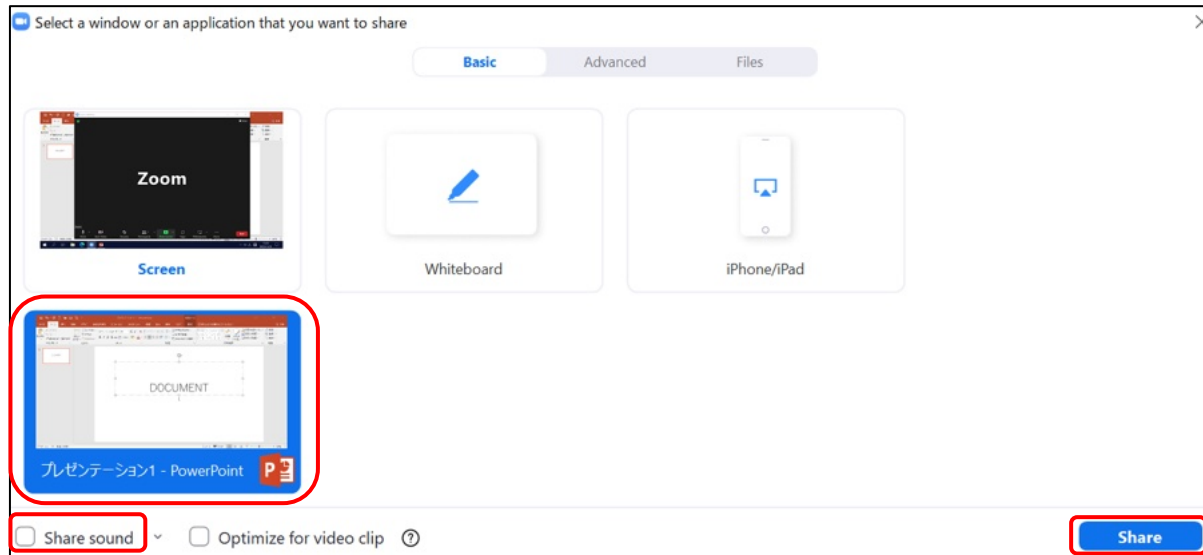 Select a window or an application that you want to share
Basic Advanced Files
Zoom
Screen Whiteboard iPhone/iPad
DOCUMENT
プレゼンテーション1 - PowerPoint P
Share sound Optimize for video clip ?
Share